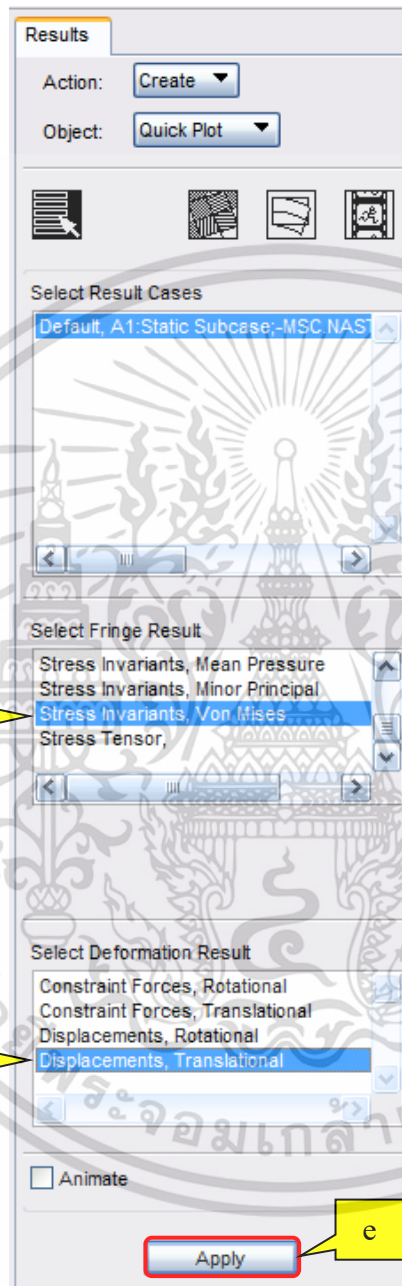 Results
Action: Create
Object: Quick Plot
Select Result Cases
Default, A1:Static Subcase;-MSC.NAST
Select Fringe Result
Stress Invariants, Mean Pressure
Stress Invariants, Minor Principal
Stress Invariants, Von Mises
Stress Tensor,
Select Deformation Result
Constraint Forces, Rotational
Constraint Forces, Translational
Displacements, Rotational
Displacements, Translational
Animate
e
Apply